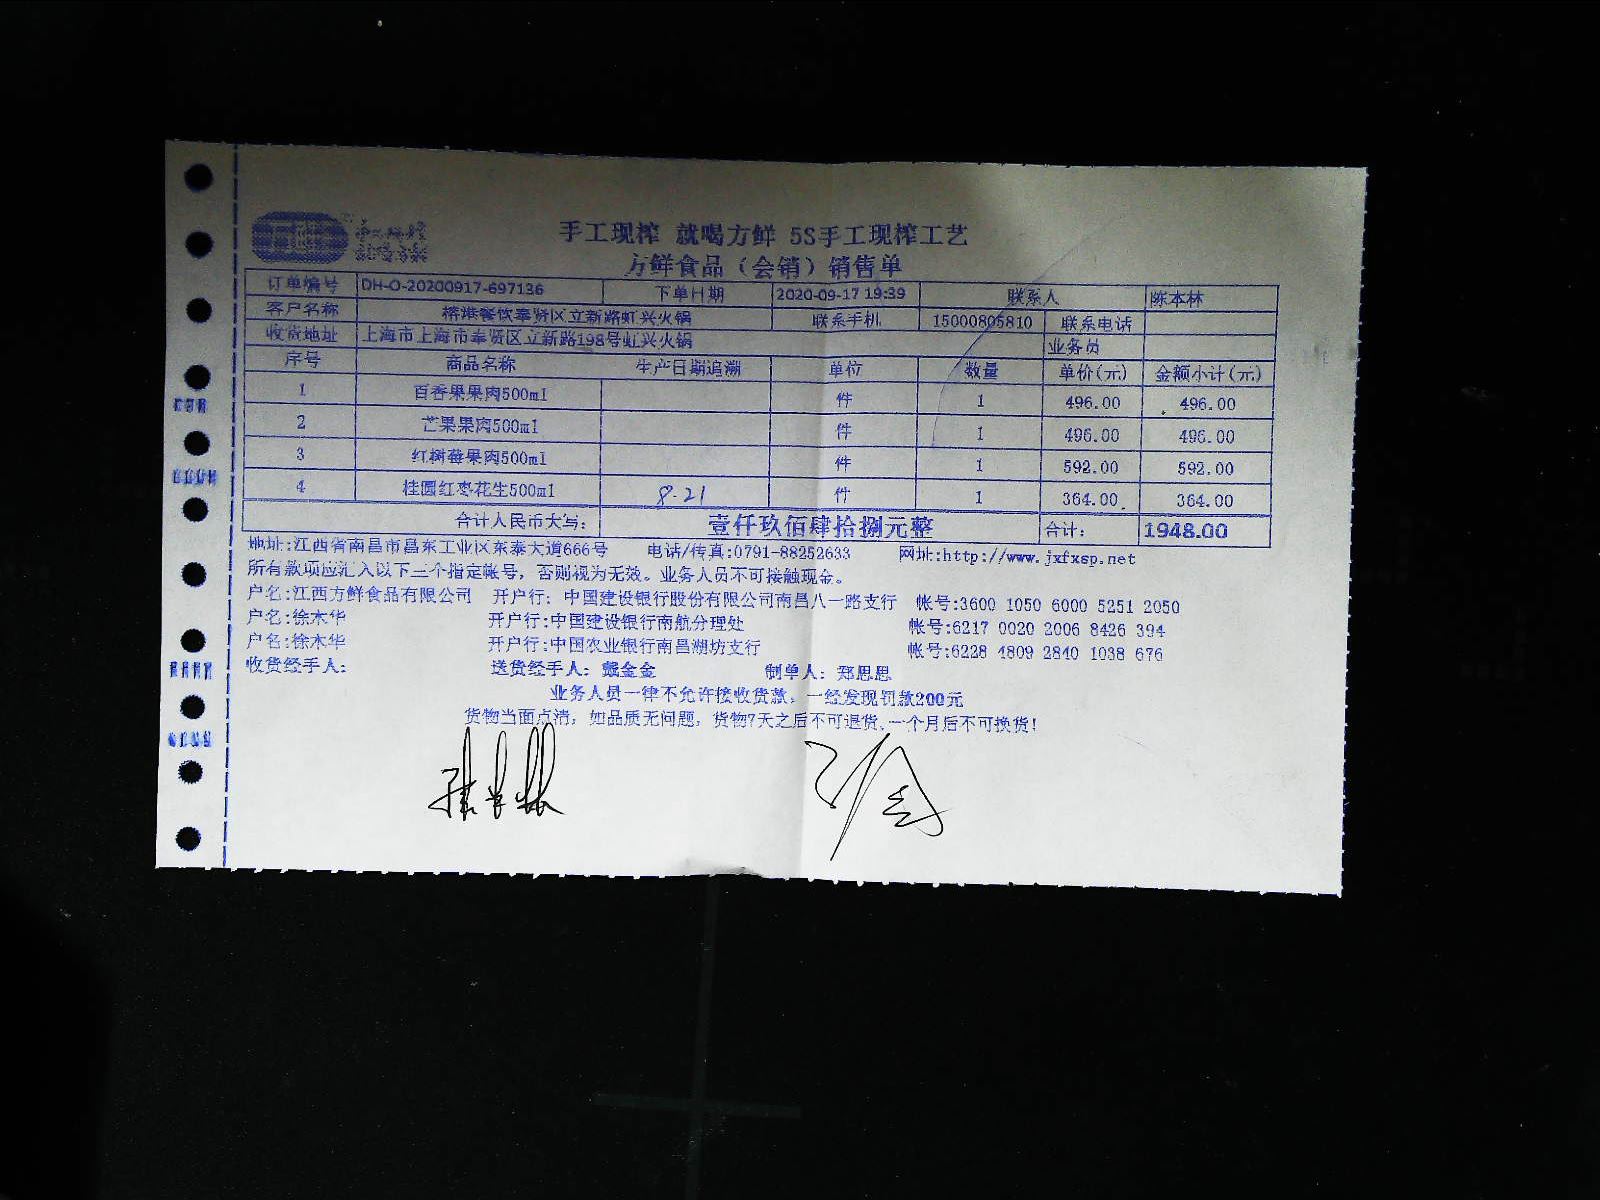 手工现榨 就喝方鲜 5S手工现榨工艺
方鲜食品（会销）销售单
订单编号 DH-O-20200917-697136 下单日期 2020-09-17 19:39 联系人 陈本林
客户名称 榕港餐饮奉贤区立新路虹兴火锅 联系手机 15000805810 联系电话
收货地址 上海市上海市奉贤区立新路198号虹兴火锅 业务员
序号 商品名称 生产日期追溯 单位 数量 单价(元) 金额小计(元)
1 百香果果肉500ml 件 1 496.00 496.00
2 芒果果肉500ml 件 1 496.00 496.00
3 红树莓果肉500ml 件 1 592.00 592.00
4 桂圆红枣花生500ml 8-21 件 1 364.00 364.00
合计人民币大写: 壹仟玖佰肆拾捌元整 合计: 1948.00
地址:江西省南昌市昌东工业区东泰大道666号 电话/传真:0791-88252633 网址:http://www.jxfxsp.net
所有款项应汇入以下三个指定帐号，否则视为无效。业务人员不可接触现金。
户名:江西方鲜食品有限公司 开户行: 中国建设银行股份有限公司南昌八一路支行 帐号:3600 1050 6000 5251 2050
户名:徐木华 开户行:中国建设银行南航分理处 帐号:6217 0020 2006 8426 394
户名:徐木华 开户行:中国农业银行南昌湖坊支行 帐号:6228 4809 2840 1038 676
收货经手人: 送货经手人: 戴金金 制单人: 郑思思
业务人员一律不允许接收货款，一经发现罚款200元
货物当面点清，如品质无问题，货物7天之后不可退货,一个月后不可换货!